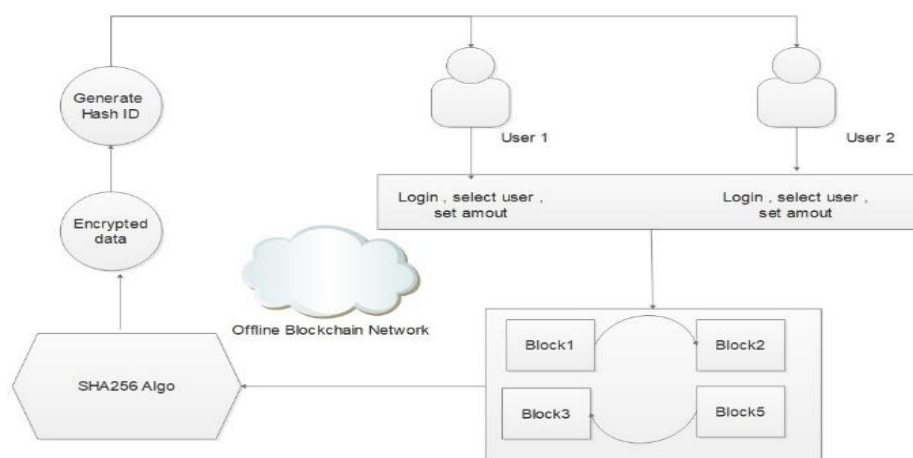 Generate
Hash ID
User 1
User 2
Login , select user ,
set amout
Login , select user ,
set amout
Encrypted
data
Offline Blockchain Network
Block1
Block2
SHA256 Algo
Block3
Block5